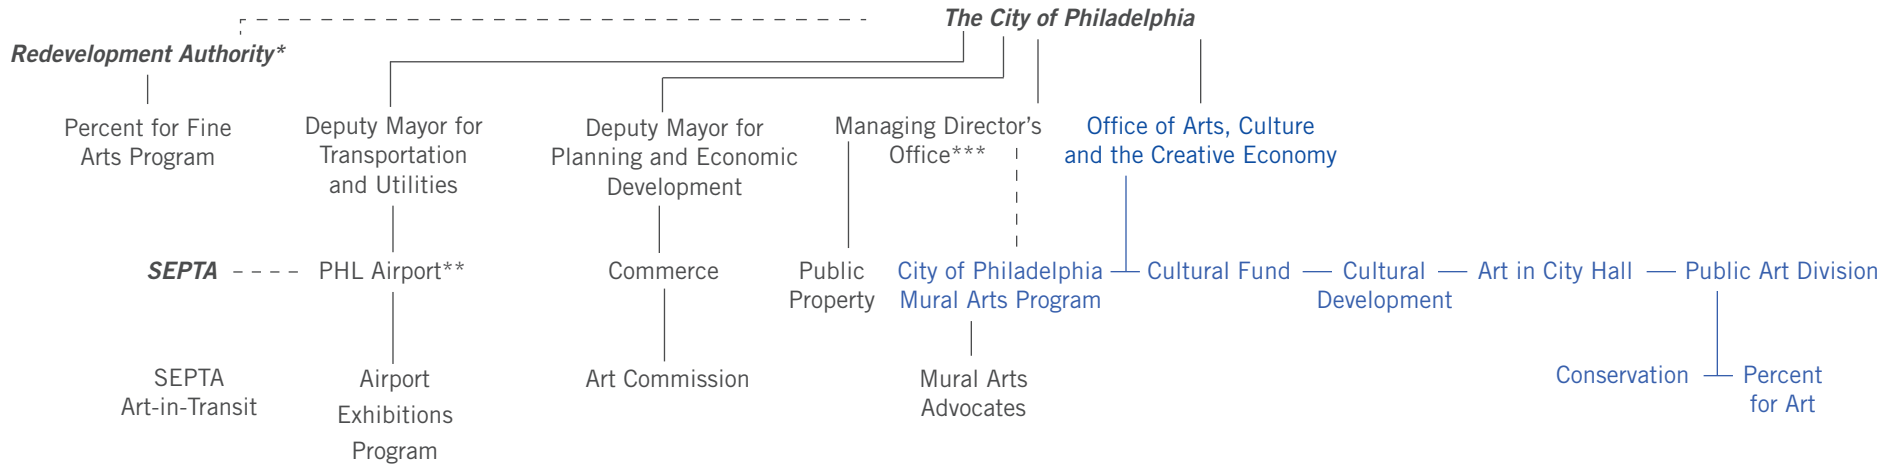 The City of Philadelphia
Redevelopment Authority*
Percent for Fine
Arts Program
Deputy Mayor for
Transportation
and Utilities
Deputy Mayor for
Planning and Economic
Development
Managing Director’s
Office***
Office of Arts, Culture
and the Creative Economy
SEPTA
PHL Airport**
Commerce
Public
Property
City of Philadelphia
Mural Arts Program
Cultural Fund
Cultural
Development
Art in City Hall
Public Art Division
SEPTA
Art-in-Transit
Airport
Exhibitions
Program
Art Commission
Mural Arts
Advocates
Conservation
Percent
for Art